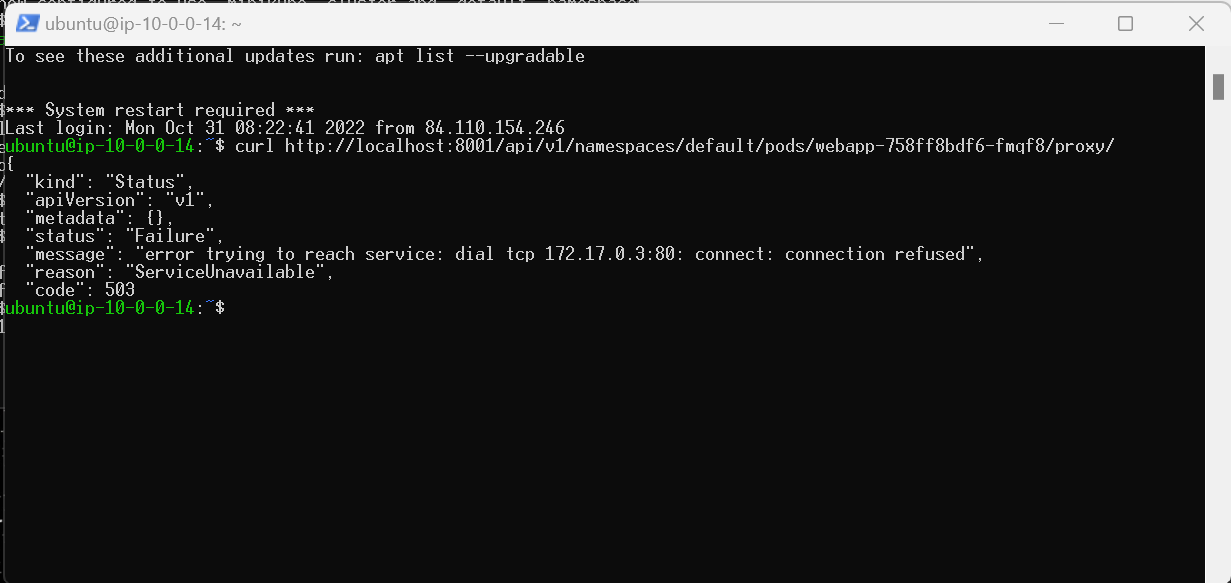 ubuntu@ip-10-0-0-14: ~
To see these additional updates run: apt list --upgradable
*** System restart required ***
Last login: Mon Oct 31 08:22:41 2022 from 84.110.154.246
ubuntu@ip-10-0-0-14:~$ curl http://localhost:8001/api/v1/namespaces/default/pods/webapp-758ff8bdf6-fmqf8/proxy/
{
"kind": "Status",
"apiVersion": "v1",
"metadata": {},
"status": "Failure",
"message": "error trying to reach service: dial tcp 172.17.0.3:80: connect: connection refused",
"reason": "ServiceUnavailable",
"code": 503
ubuntu@ip-10-0-0-14:~$